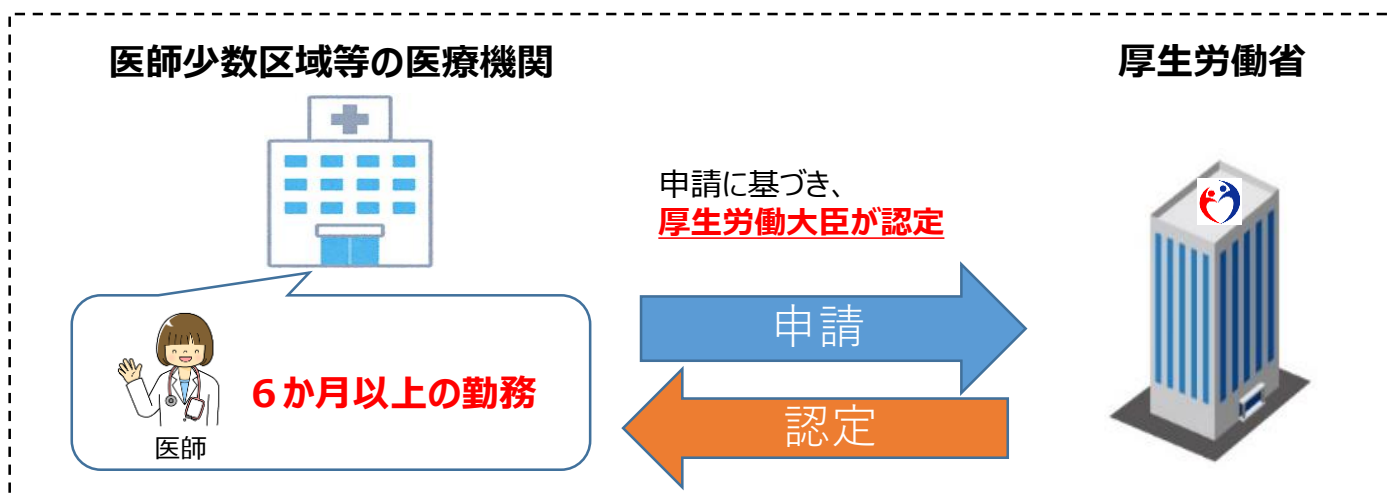 医師少数区域等の医療機関
厚生労働省
申請に基づき、
厚生労働大臣が認定
申請
６か月以上の勤務
認定
医師